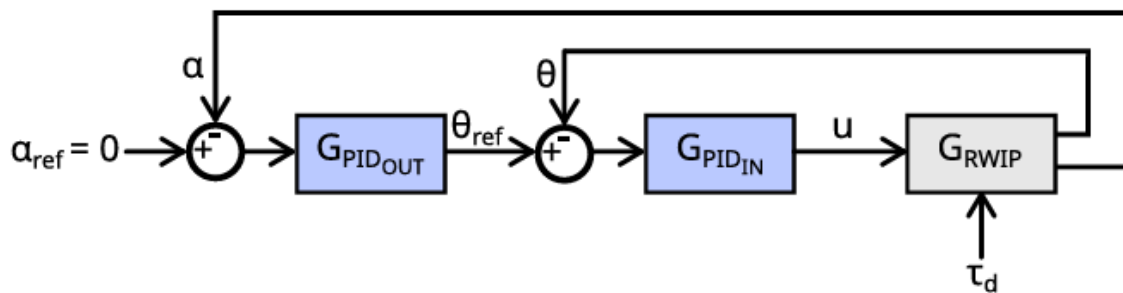 α
θ
α_ref = 0
-
+
G_PID_OUT
θ_ref
-
+
G_PID_IN
u
G_RWIP
τ_d